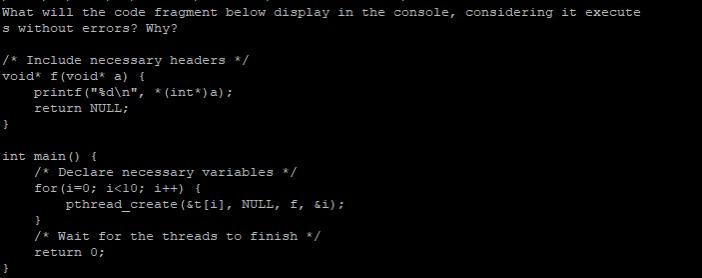 What will the code fragment below display in the console, considering it execute
s without errors? Why?
/* Include necessary headers */
void* f(void* a) {
    printf("%d\n", *(int*)a);
    return NULL;
}
int main() {
    /* Declare necessary variables */
    for(i=0; i<10; i++) {
        pthread_create(&t[i], NULL, f, &i);
    }
    /* Wait for the threads to finish */
    return 0;
}